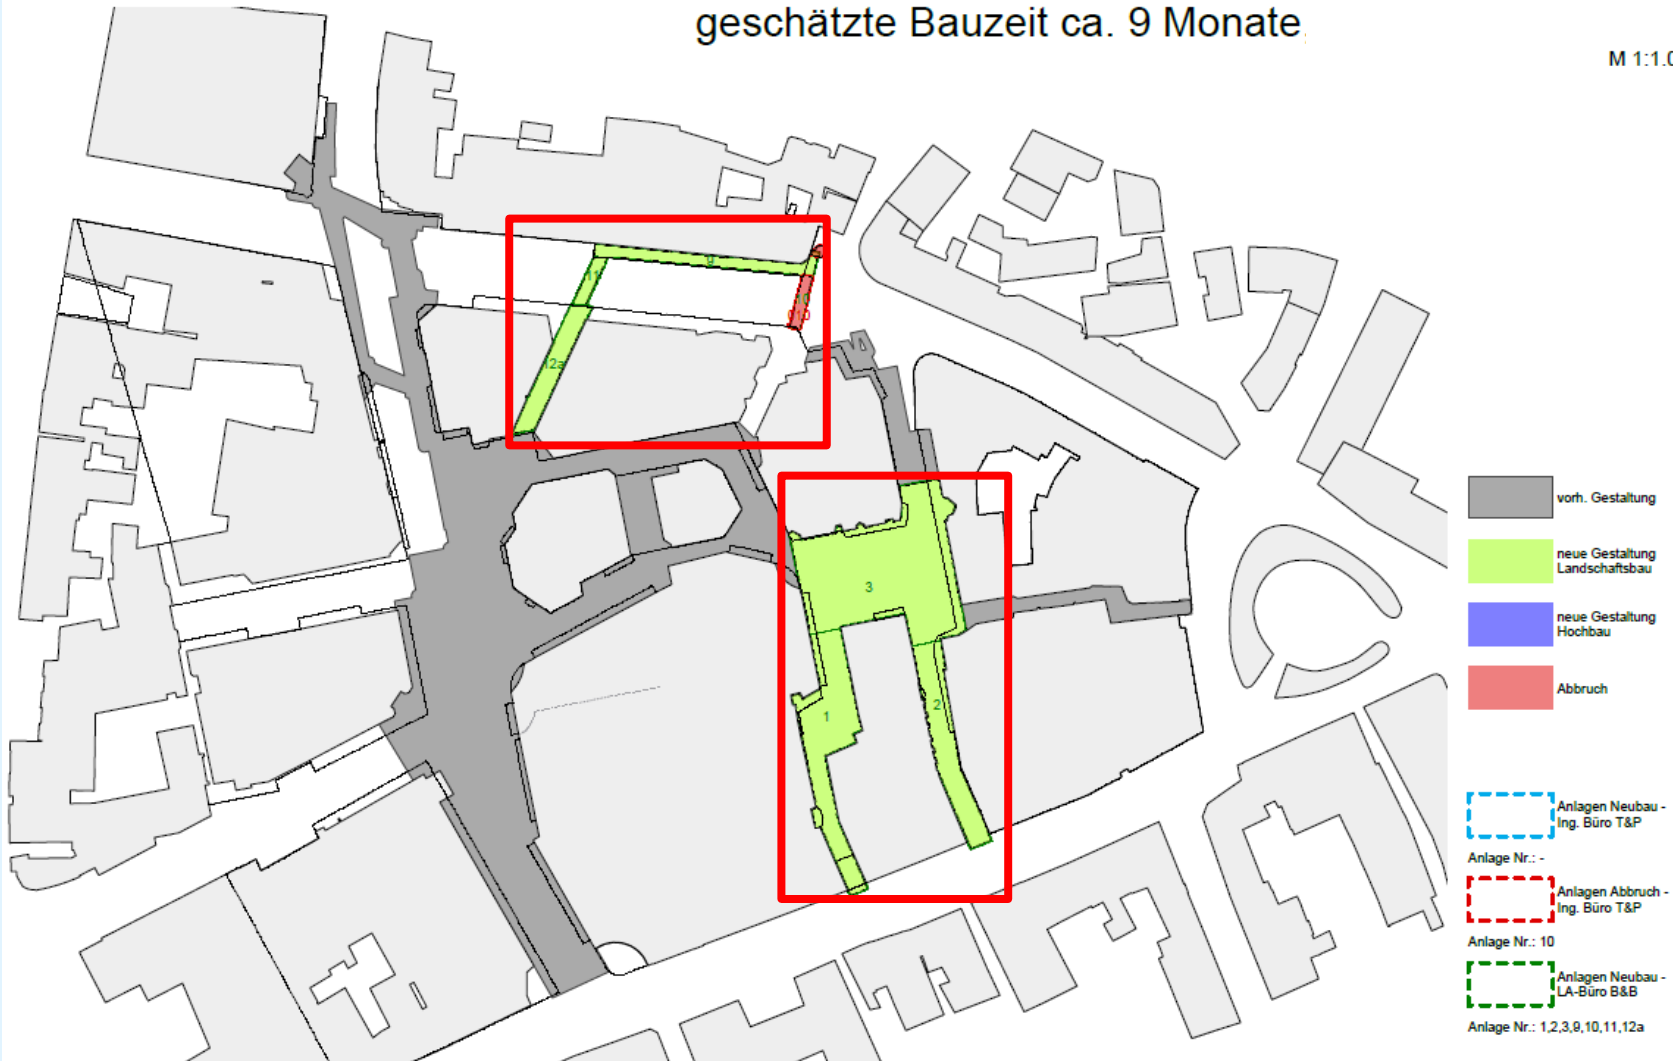 geschätzte Bauzeit ca. 9 Monate
M 1:1.0
9
11
10
12a
3
1
2
vorh. Gestaltung
neue Gestaltung
Landschaftsbau
neue Gestaltung
Hochbau
Abbruch
Anlagen Neubau -
Ing. Büro T&P
Anlage Nr.: -
Anlagen Abbruch -
Ing. Büro T&P
Anlage Nr.: 10
Anlagen Neubau -
LA-Büro B&B
Anlage Nr.: 1,2,3,9,10,11,12a